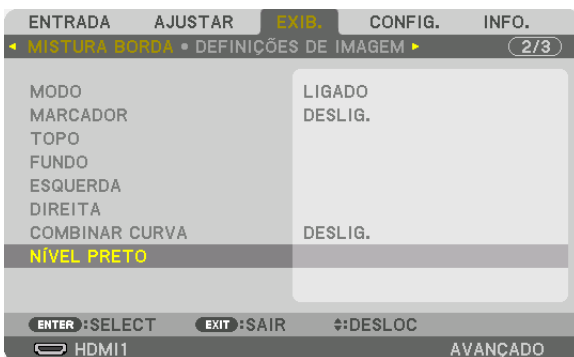 ENTRADA AJUSTAR EXIB. CONFIG. INFO.
MISTURA BORDA • DEFINIÇÕES DE IMAGEM 2/3
MODO LIGADO
MARCADOR DESLIG.
TOPO
FUNDO
ESQUERDA
DIREITA
COMBINAR CURVA DESLIG.
NÍVEL PRETO
ENTER :SELECT EXIT :SAIR :DESLOC
HDMI1 AVANÇADO